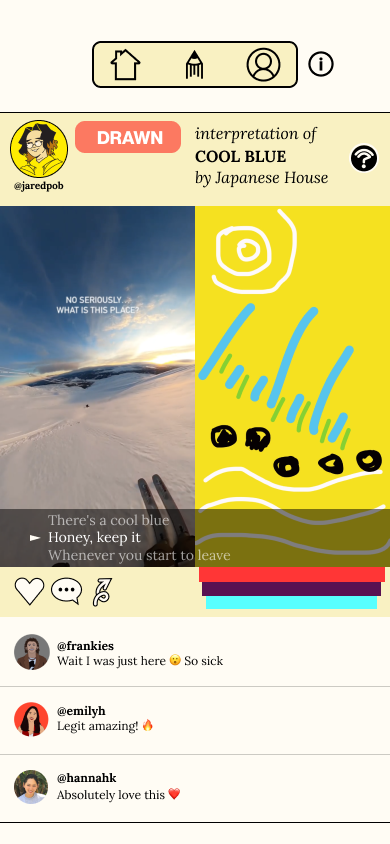 @jaredpob
DRAWN
interpretation of
COOL BLUE
by Japanese House
NO SERIOUSLY...
WHAT IS THIS PLACE?
There's a cool blue
Honey, keep it
Whenever you start to leave
@frankies
Wait I was just here 😮 So sick
@emilyh
Legit amazing! 🔥
@hannahk
Absolutely love this ❤️